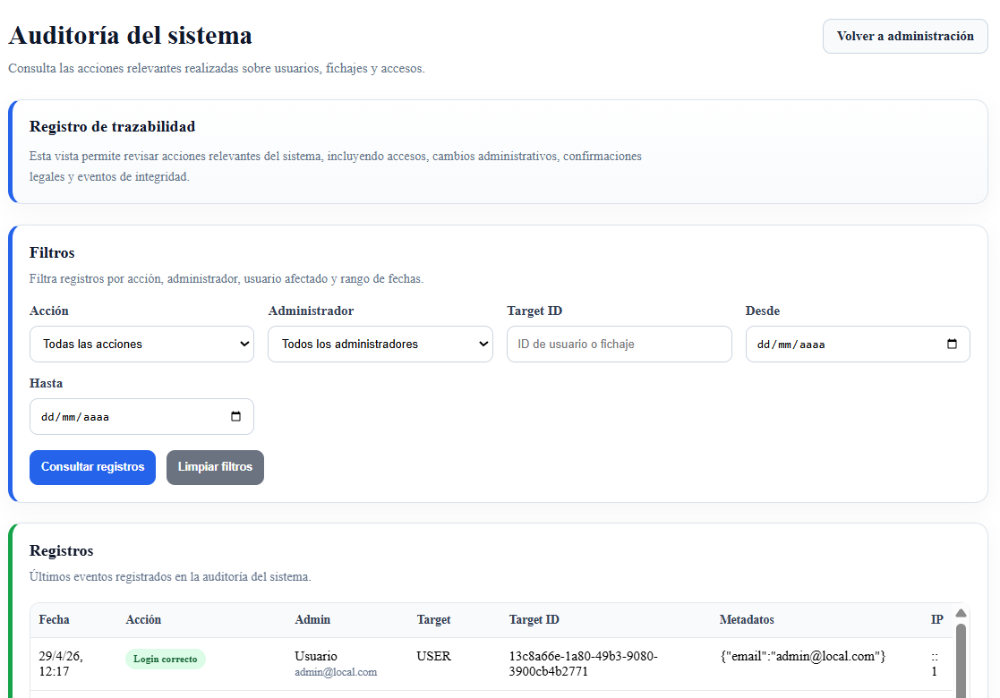 Auditoría del sistema
Volver a administración
Consulta las acciones relevantes realizadas sobre usuarios, fichajes y accesos.
Registro de trazabilidad
Esta vista permite revisar acciones relevantes del sistema, incluyendo accesos, cambios administrativos, confirmaciones
legales y eventos de integridad.
Filtros
Filtra registros por acción, administrador, usuario afectado y rango de fechas.
Acción Administrador Target ID Desde
Todas las acciones Todos los administradores ID de usuario o fichaje dd/mm/aaaa
Hasta
dd/mm/aaaa
Consultar registros Limpiar filtros
Registros
Últimos eventos registrados en la auditoría del sistema.
Fecha Acción Admin Target Target ID Metadatos IP
29/4/26, Login correcto Usuario USER 13c8a66e-1a80-49b3-9080- {"email":"admin@local.com"} ::
12:17 admin@local.com 3900cb4b2771 1